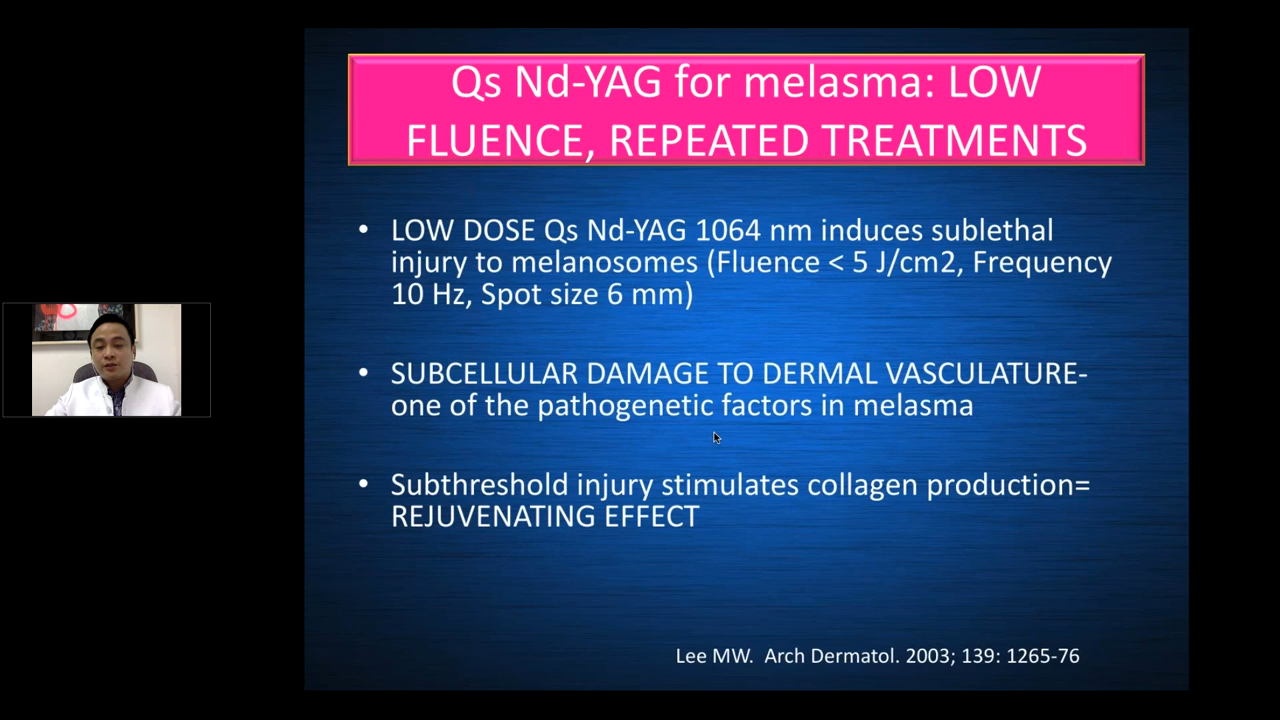 Qs Nd-YAG for melasma: LOW
FLUENCE, REPEATED TREATMENTS
• LOW DOSE Qs Nd-YAG 1064 nm induces sublethal
injury to melanosomes (Fluence < 5 J/cm2, Frequency
10 Hz, Spot size 6 mm)
• SUBCELLULAR DAMAGE TO DERMAL VASCULATURE-
one of the pathogenetic factors in melasma
• Subthreshold injury stimulates collagen production=
REJUVENATING EFFECT
Lee MW. Arch Dermatol. 2003; 139: 1265-76